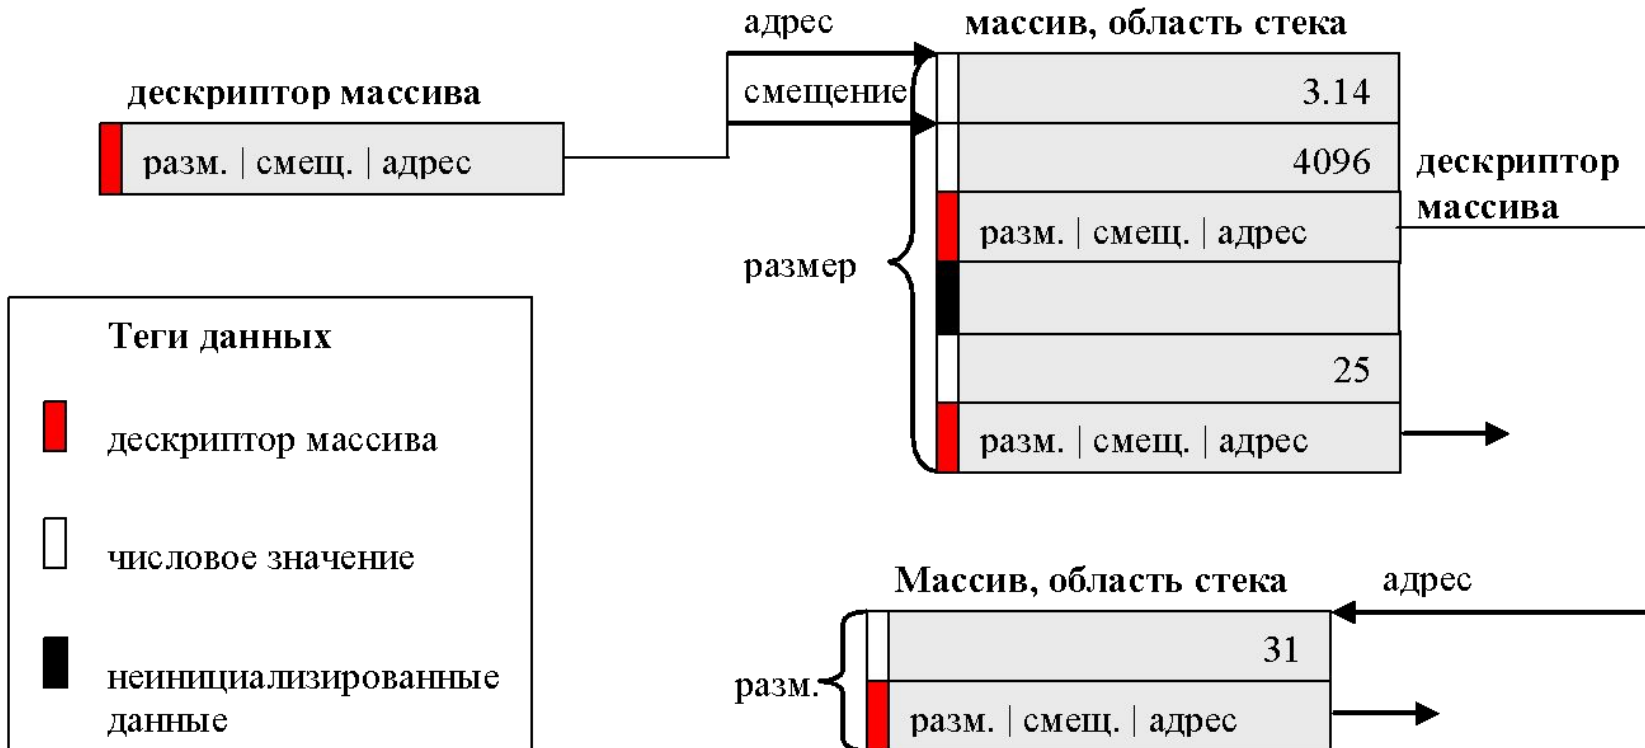 адрес
массив, область стека
дескриптор массива
смещение
3.14
разм. | смещ. | адрес
4096
дескриптор
массива
разм. | смещ. | адрес
размер
25
разм. | смещ. | адрес
Теги данных
дескриптор массива
числовое значение
неинициализированные
данные
Массив, область стека
адрес
31
разм.
разм. | смещ. | адрес